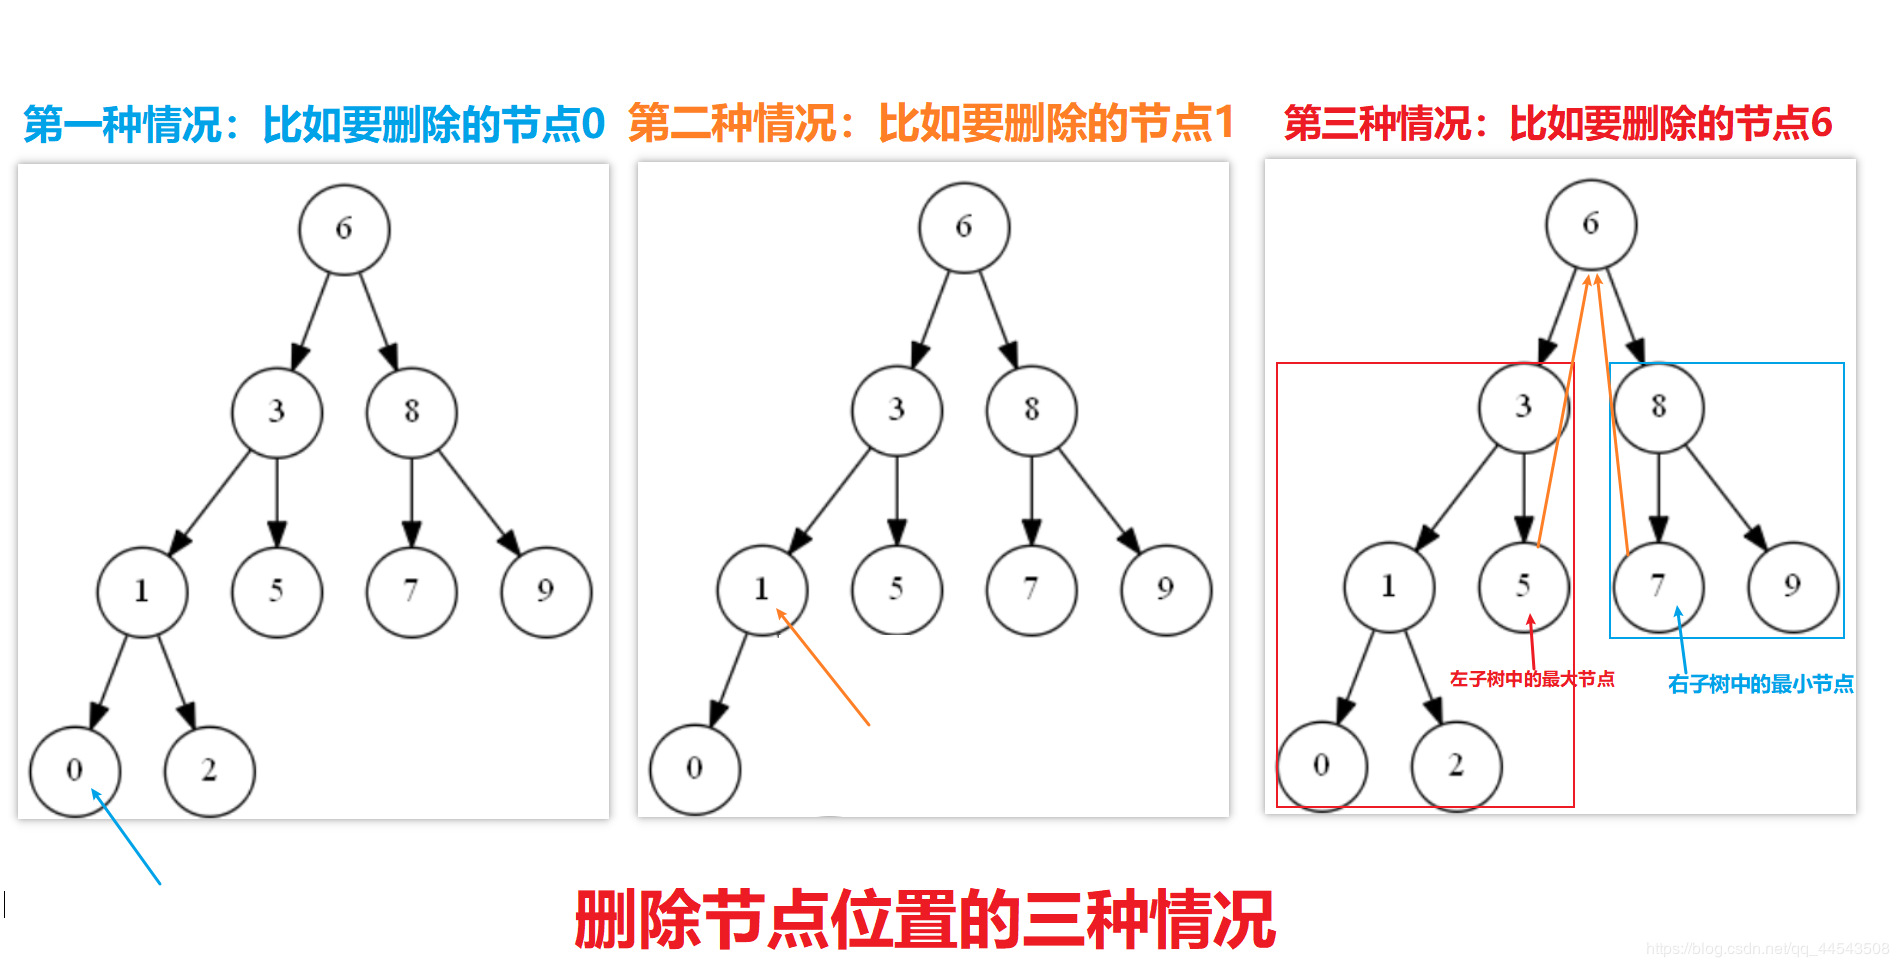 第一种情况：比如要删除的节点0
第二种情况：比如要删除的节点1
第三种情况：比如要删除的节点6
6
3 8
1 5 7 9
0 2
6
3 8
1 5 7 9
0
6
3 8
1 5 7 9
左子树中的最大节点
右子树中的最小节点
0 2
删除节点位置的三种情况
https://blog.csdn.net/qq_44543508